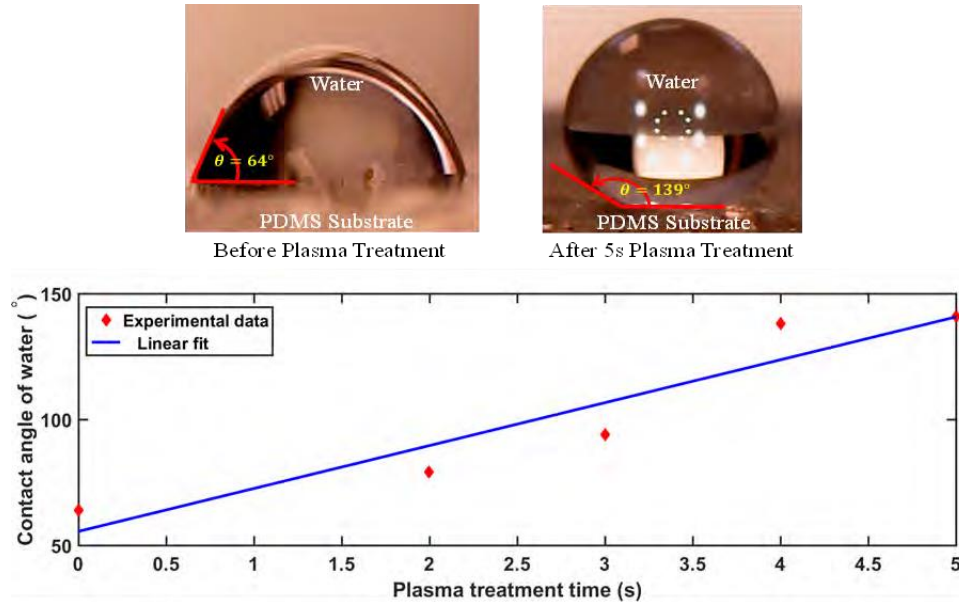 Water
θ = 64°
PDMS Substrate
Before Plasma Treatment
Water
θ = 139°
PDMS Substrate
After 5s Plasma Treatment
150
100
50
Contact angle of water (°)
Experimental data
Linear fit
0 0.5 1 1.5 2 2.5 3 3.5 4 4.5 5
Plasma treatment time (s)